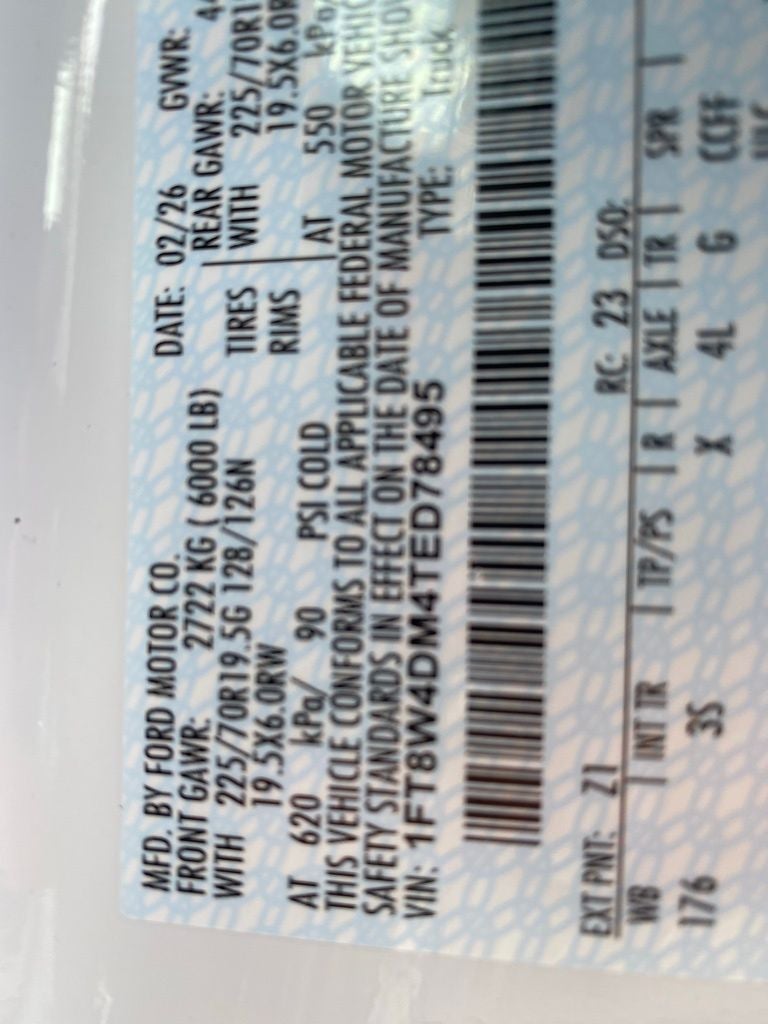 MFD. BY FORD MOTOR CO.
DATE: 02/26 GVWR:
FRONT GAWR: 2722 KG ( 6000 LB)
REAR GAWR:
WITH 225/70R19.5G 128/126N
TIRES WITH
19.5X6.0RW
RIMS 19.5X6.0R
AT 620 kPa/ 90 PSI COLD
AT 550 kPa/
THIS VEHICLE CONFORMS TO ALL APPLICABLE FEDERAL MOTOR
SAFETY STANDARDS IN EFFECT ON THE DATE OF MANUFACTURE
VIN: 1FT8W4DM4TED78495
TYPE: Truck
EXT PNT: Z1 RC: 23 DSO:
WB | INT TR | TP/PS | R | AXLE | TR | SPR |
176 3S X 4L G CCFF